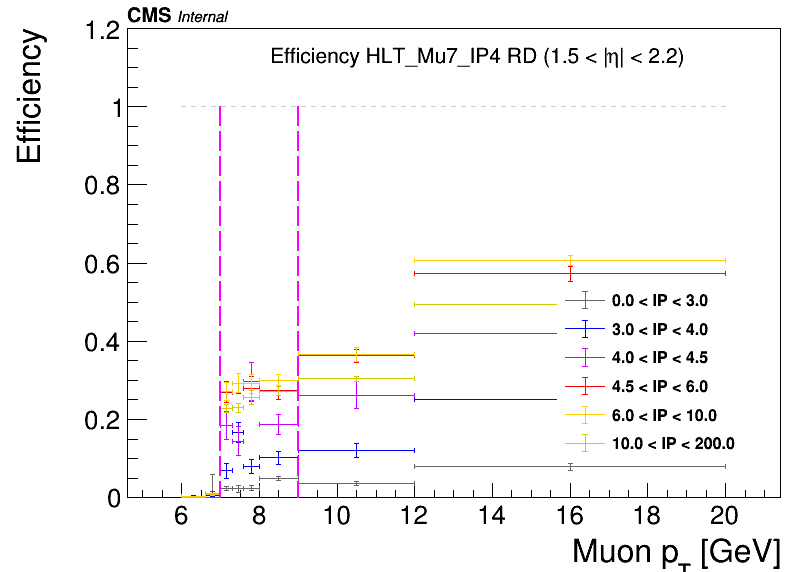 CMS Internal
Efficiency HLT_Mu7_IP4 RD (1.5 < |η| < 2.2)
Efficiency
1.2
1
0.8
0.6
0.4
0.2
0
0.0 < IP < 3.0
3.0 < IP < 4.0
4.0 < IP < 4.5
4.5 < IP < 6.0
6.0 < IP < 10.0
10.0 < IP < 200.0
6 8 10 12 14 16 18 20
Muon p_T [GeV]